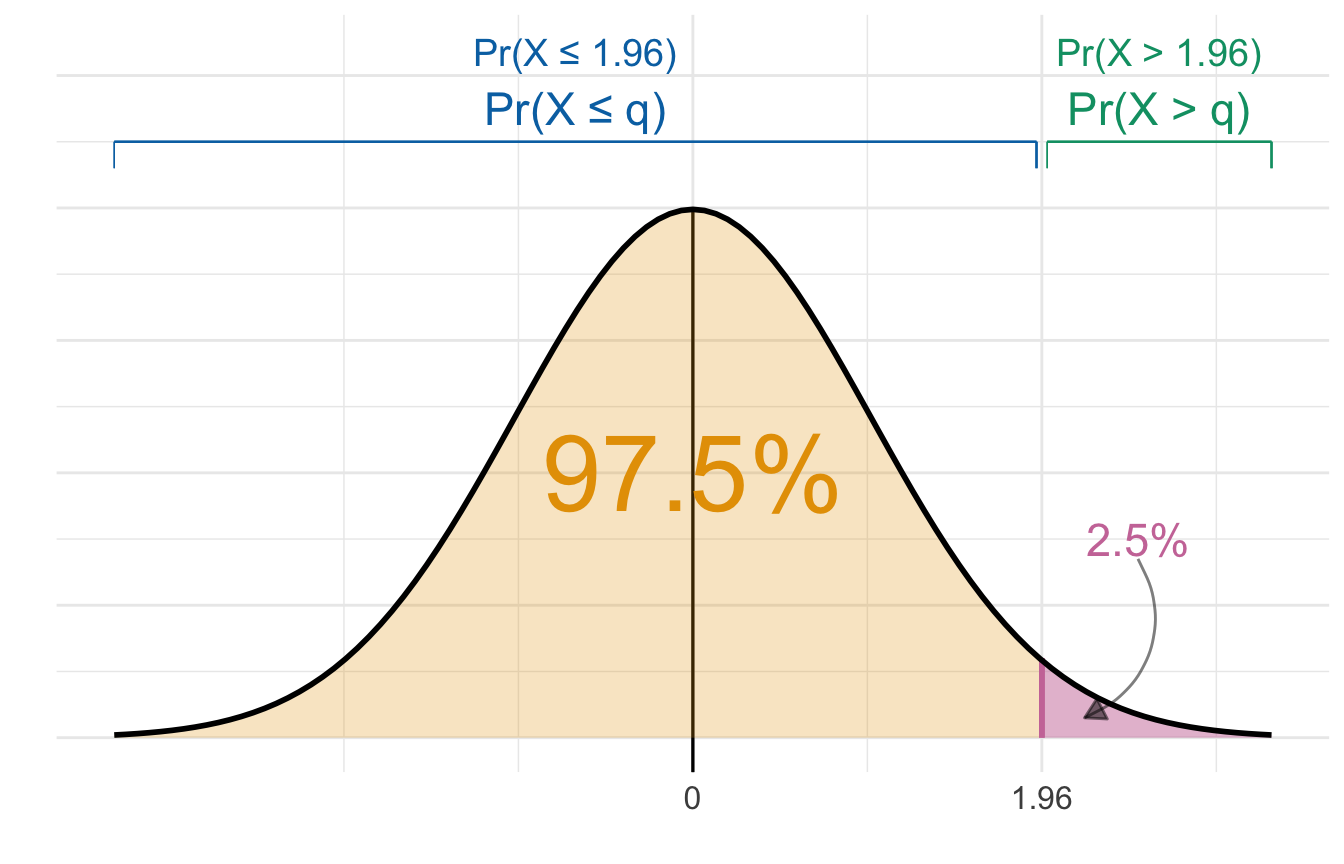 Pr(X ≤ 1.96)
Pr(X > 1.96)
Pr(X ≤ q)
Pr(X > q)
97.5%
2.5%
0
1.96